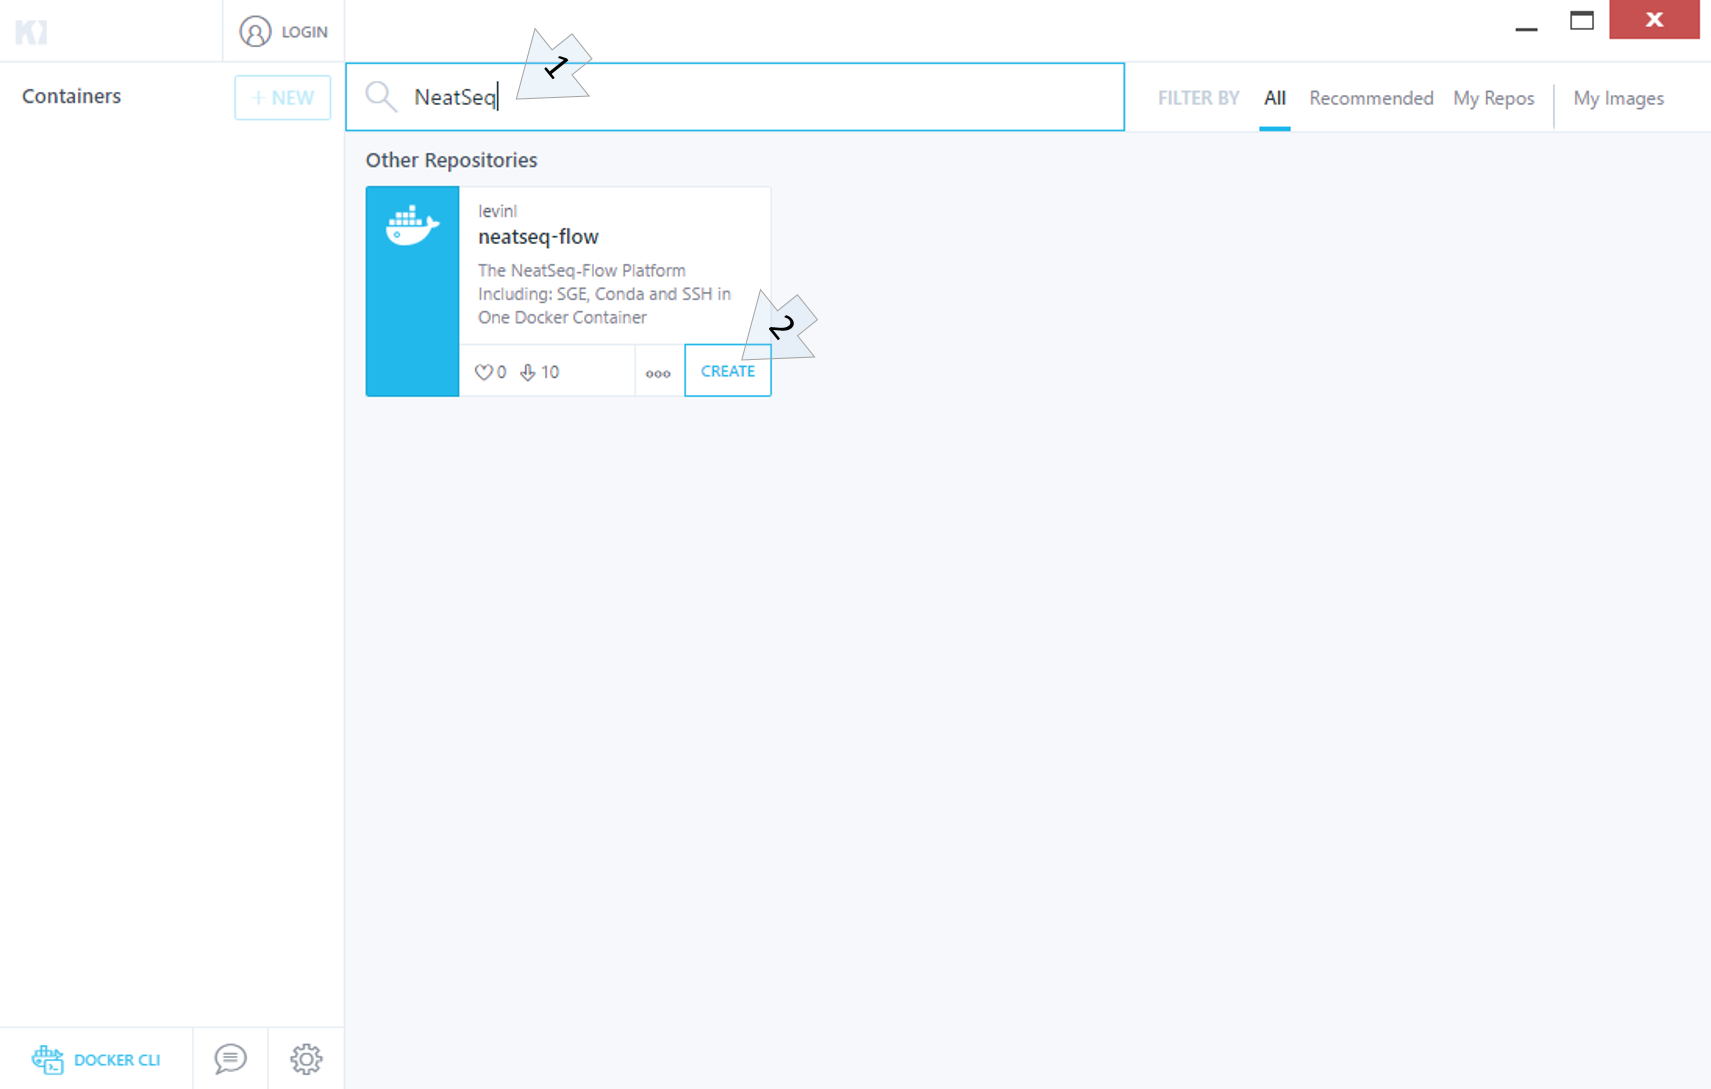 LOGIN
Containers
+ NEW
NeatSeq
1
FILTER BY All Recommended My Repos My Images
Other Repositories
levinl
neatseq-flow
The NeatSeq-Flow Platform
Including: SGE, Conda and SSH in
One Docker Container
2
0 10
CREATE
DOCKER CLI